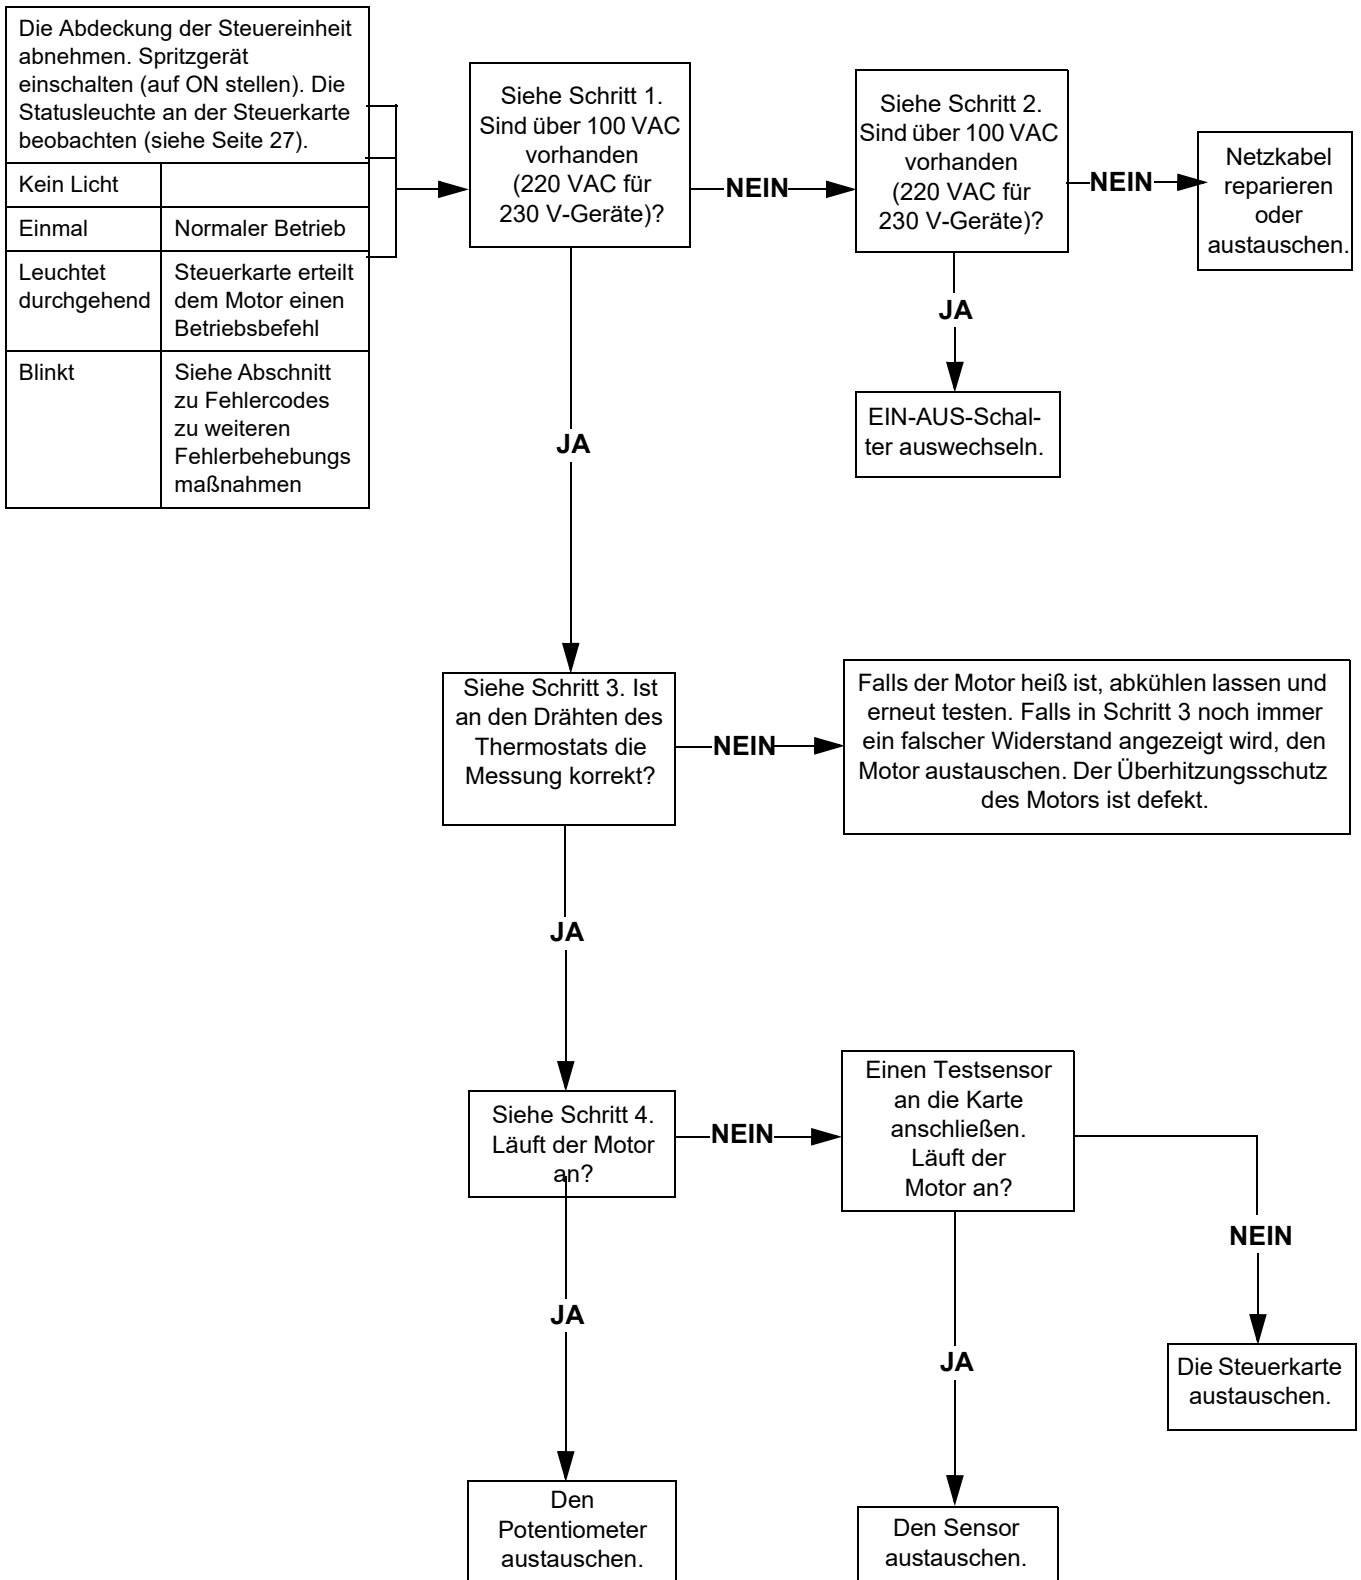 Die Abdeckung der Steuereinheit
abnehmen. Spritzgerät
einschalten (auf ON stellen). Die
Statusleuchte an der Steuerkarte
beobachten (siehe Seite 27).
Kein Licht
Einmal
Normaler Betrieb
Leuchtet
durchgehend
Steuerkarte erteilt
dem Motor einen
Betriebsbefehl
Blinkt
Siehe Abschnitt
zu Fehlercodes
zu weiteren
Fehlerbehebungs
maßnahmen
Siehe Schritt 1.
Sind über 100 VAC
vorhanden
(220 VAC für
230 V-Geräte)?
NEIN
Siehe Schritt 2.
Sind über 100 VAC
vorhanden
(220 VAC für
230 V-Geräte)?
NEIN
Netzkabel
reparieren
oder
austauschen.
JA
EIN-AUS-Schal-
ter auswechseln.
JA
Siehe Schritt 3. Ist
an den Drähten des
Thermostats die
Messung korrekt?
NEIN
Falls der Motor heiß ist, abkühlen lassen und
erneut testen. Falls in Schritt 3 noch immer
ein falscher Widerstand angezeigt wird, den
Motor austauschen. Der Überhitzungsschutz
des Motors ist defekt.
JA
Siehe Schritt 4.
Läuft der Motor
an?
NEIN
Einen Testsensor
an die Karte
anschließen.
Läuft der
Motor an?
NEIN
Die Steuerkarte
austauschen.
JA
Den
Potentiometer
austauschen.
JA
Den Sensor
austauschen.